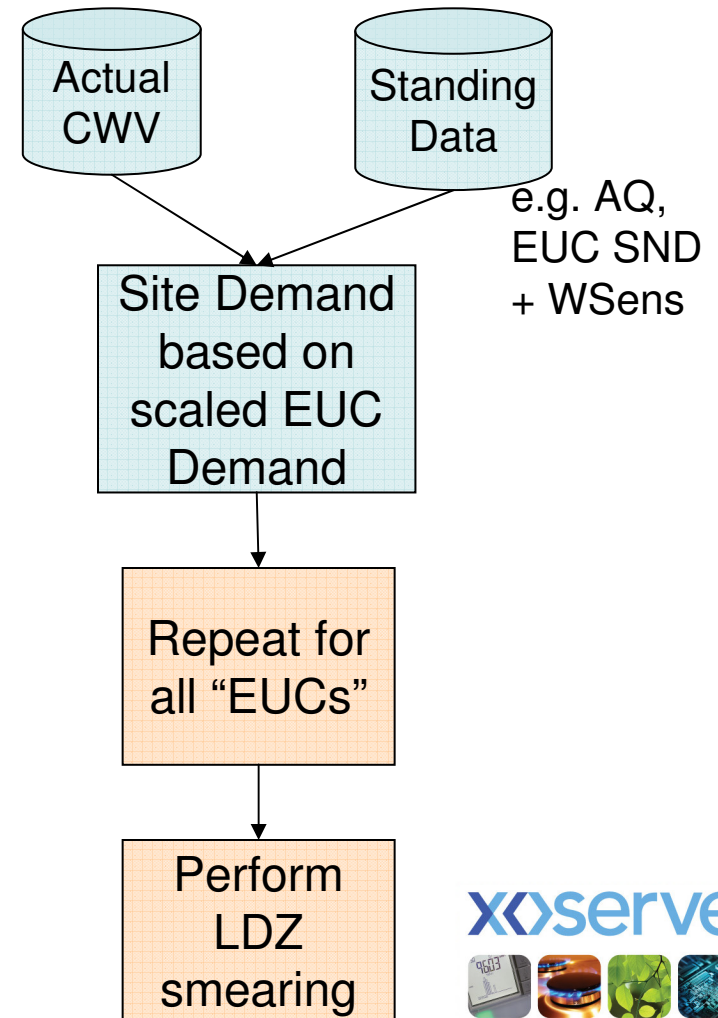 Actual
CWV
Standing
Data
e.g. AQ,
EUC SND
+ WSens
Site Demand
based on
scaled EUC
Demand
Repeat for
all “EUCs”
Perform
LDZ
smearing
xoserve
9603